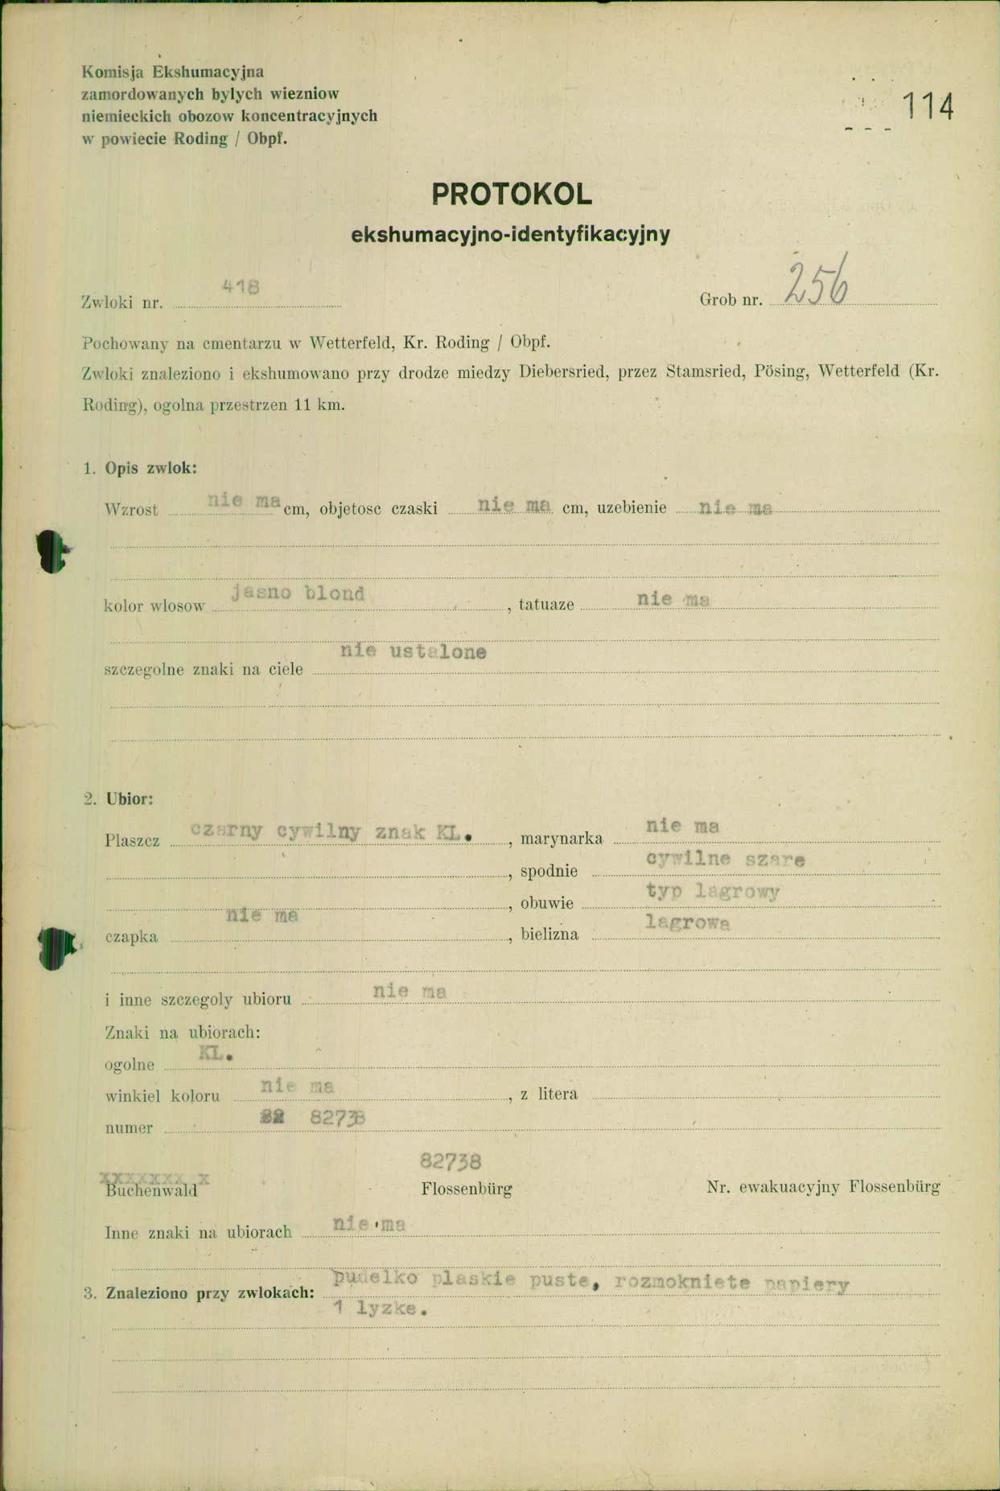 Komisja Ekshumacyjna
zamordowanych bylych wiezniow
niemieckich obozow koncentracyjnych
w powiecie Roding / Obpf.
114
PROTOKOL
ekshumacyjno-identyfikacyjny
Zwloki nr. 418 Grob nr. 256
Pochowany na cmentarzu w Wetterfeld, Kr. Roding / Obpf.
Zwloki znaleziono i ekshumowano przy drodze miedzy Diebersried, przez Stamsried, Pösing, Wetterfeld (Kr.
Roding), ogolna przestrzen 11 km.
1. Opis zwlok:
Wzrost nie ma cm, objetosc czaski nie ma cm, uzebienie nie ma
kolor wlosow jasno blond, tatuaze nie ma
szczegolne znaki na ciele nie ustalone
2. Ubior:
Plaszcz czarny cywilny znak KL. , marynarka nie ma
, spodnie cywilne szare
, obuwie typ lagrowy
czapka nie ma , bielizna lagrowa
i inne szczegoly ubioru nie ma
Znaki na ubiorach:
ogolne KL.
winkiel koloru nie ma , z litera
numer 82738
82738
xxxxxxx x
Buchenwald Flossenbürg Nr. ewakuacyjny Flossenbürg
Inne znaki na ubiorach nie ma
3. Znaleziono przy zwlokach: pudelko plaskie puste, rozmokniete papiery
1 lyzke.